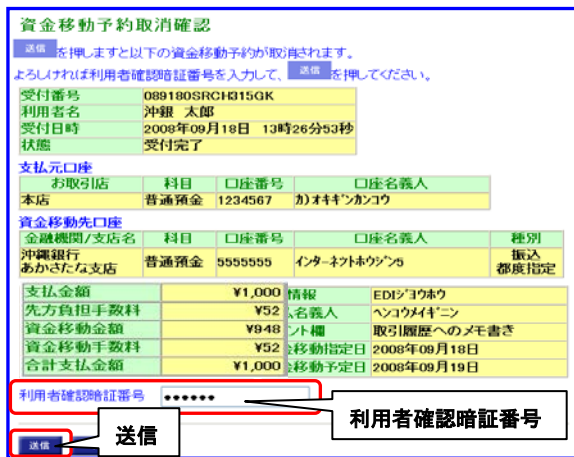 資金移動予約取消確認
送信 を押しますと以下の資金移動予約が取消されます。
よろしければ利用者確認暗証番号を入力して、 送信 を押してください。
受付番号 089180SRCH315GK
利用者名 沖銀 太郎
受付日時 2008年09月18日 13時26分53秒
状態 受付完了
支払元口座
お取引店 科目 口座番号 口座名義人
本店 普通預金 1234567 カ)オキギンカンコウ
資金移動先口座
金融機関/支店名 科目 口座番号 口座名義人 種別
沖縄銀行 あかさたな支店 普通預金 5555555 インターネツトホウジン5 振込 都度指定
支払金額 ¥1,000 情報 EDIジヨウホウ
先方負担手数料 ¥52 名義人 ヘンコウメイギニン
資金移動金額 ¥948 ント欄 取引履歴へのメモ書き
資金移動手数料 ¥52 移動指定日 2008年09月18日
合計支払金額 ¥1,000 移動予定日 2008年09月19日
利用者確認暗証番号 ●●●●●●
利用者確認暗証番号
送信
送信